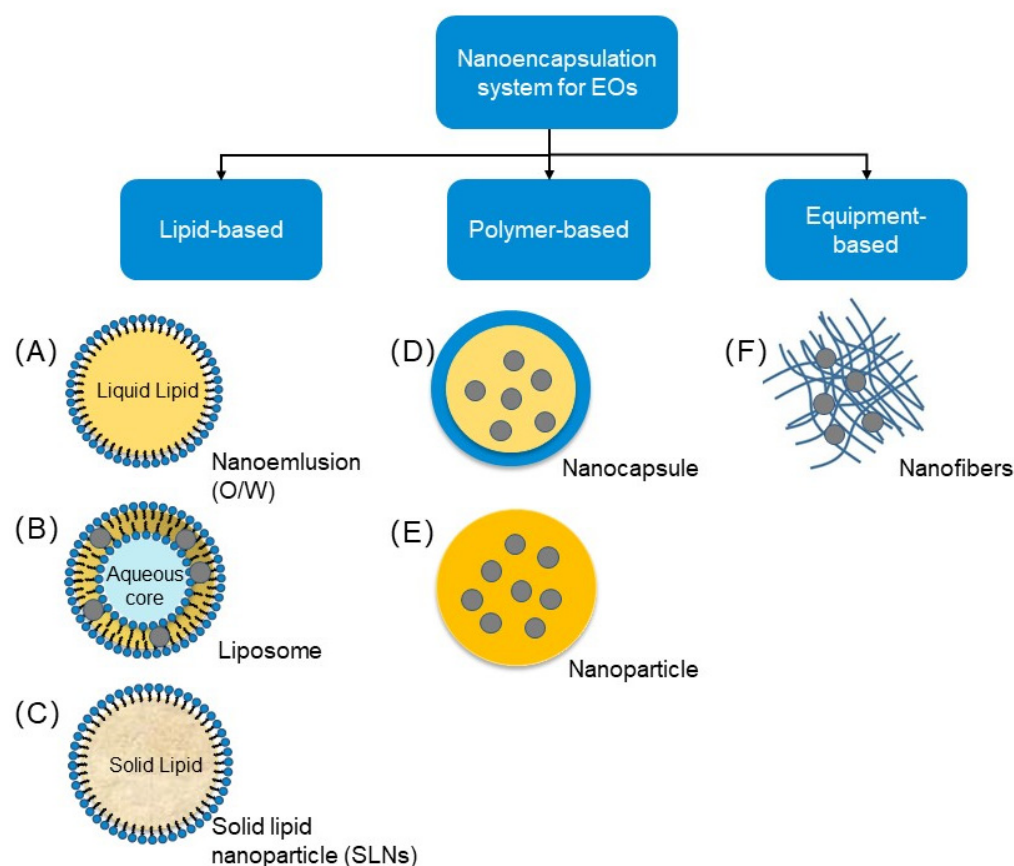 Nanoencapsulation
system for EOs
Lipid-based
Polymer-based
Equipment-
based
(A)
Liquid Lipid
Nanoemlusion
(O/W)
(B)
Aqueous
core
Liposome
(C)
Solid Lipid
Solid lipid
nanoparticle (SLNs)
(D)
Nanocapsule
(E)
Nanoparticle
(F)
Nanofibers